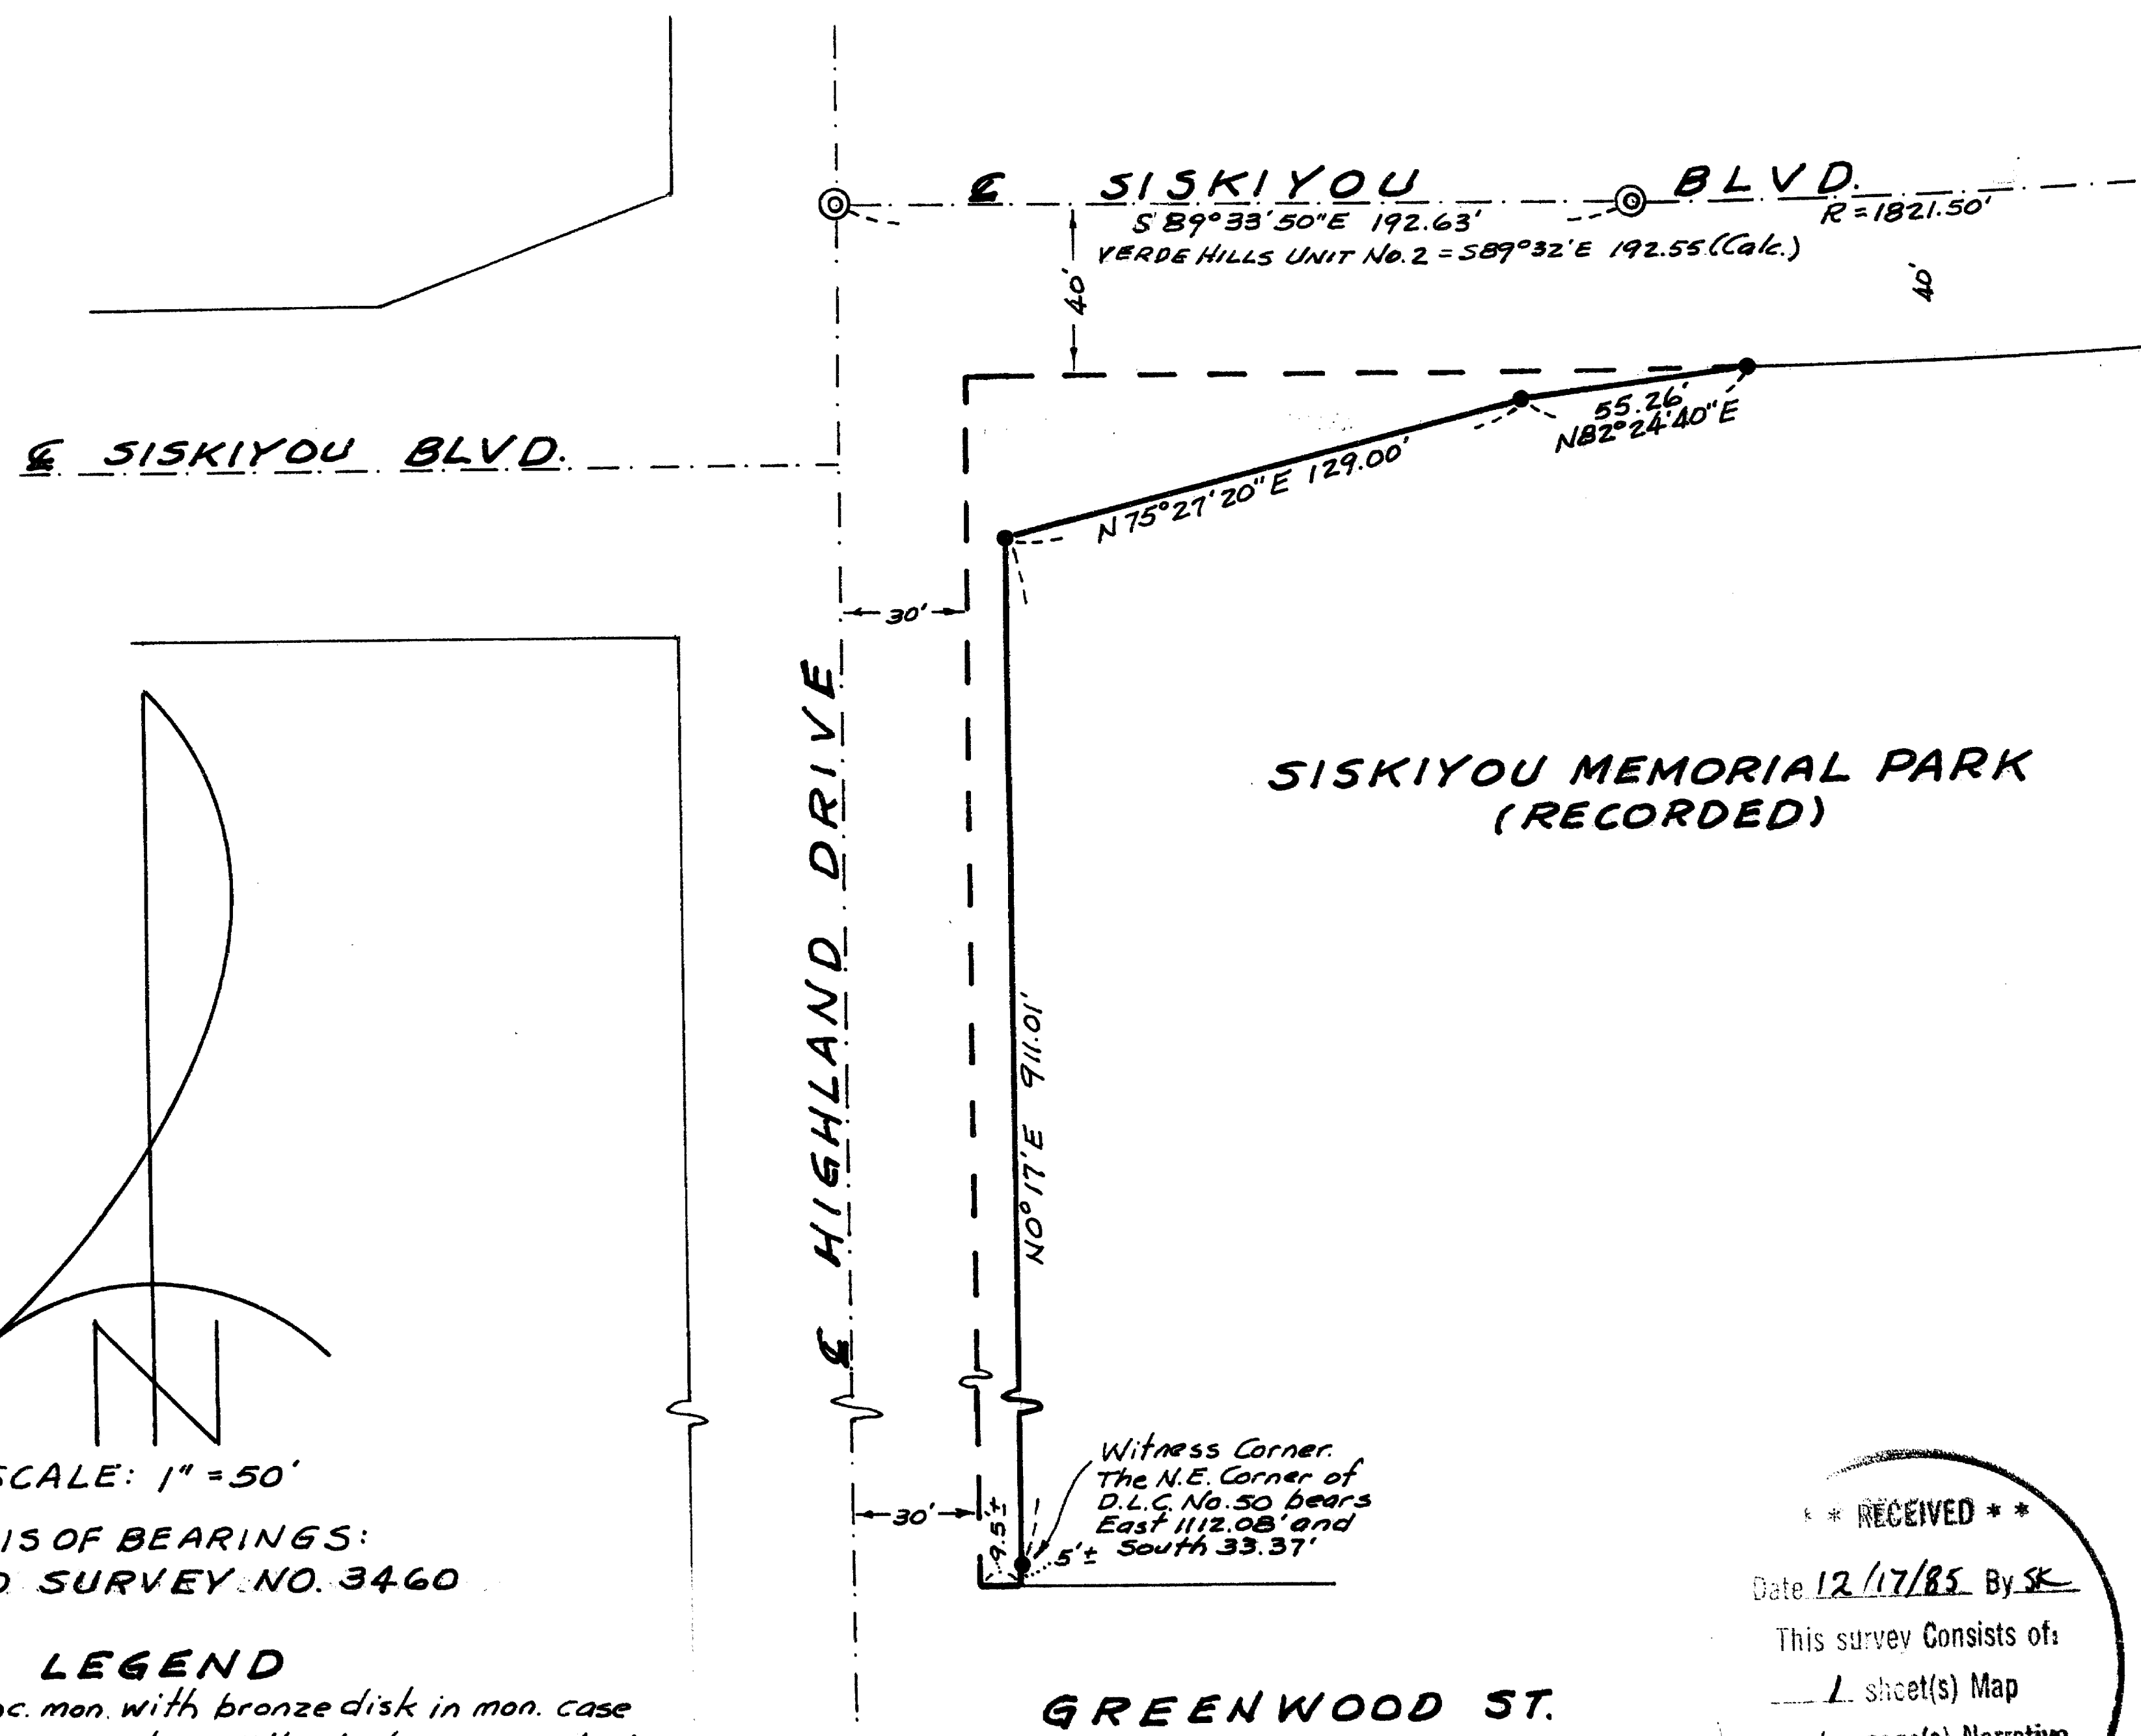 ℄ SISKIYOU BLVD.
S 89°33'50"E 192.63'
R = 1821.50'
VERDE HILLS UNIT No. 2 = S89°32'E 192.55 (Calc.)
40'
40'
55.26'
N82°24'40"E
℄ SISKIYOU BLVD.
N 75°27'20"E 129.00'
30'
℄ HIGHLAND DRIVE
SISKIYOU MEMORIAL PARK
(RECORDED)
N0°17'E 911.01'
N
SCALE: 1" = 50'
Witness Corner.
The N.E. Corner of
D.L.C. No. 50 bears
East 1112.08' and
South 33.37'
30'
9.5'±
.5'±
OF BEARINGS:
SURVEY NO. 3460
* * RECEIVED * *
Date 12/17/85 By SK
This survey Consists of:
1 sheet(s) Map
Narrative
LEGEND
mon. with bronze disk in mon. case
GREENWOOD ST.